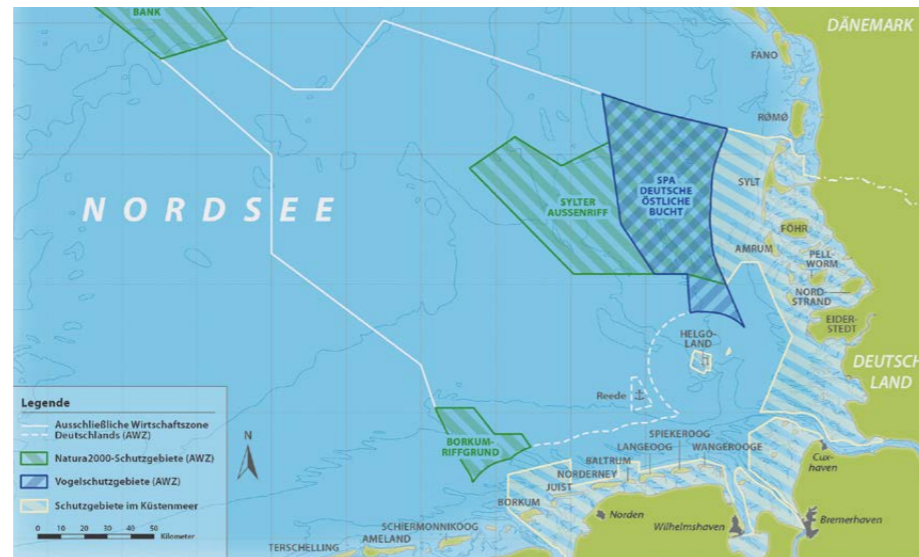 BANK
DÄNEMARK
FANO
RØMØ
SYLT
SPA
DEUTSCHE
ÖSTLICHE
BUCHT
SYLTER
AUSSENRIFF
NORDSEE
FÖHR
AMRUM
PELL-
WORM
NORD-
STRAND
EIDER-
STEDT
HELGO-
LAND
DEUTSCH-
LAND
Reede
Legende
Ausschließliche Wirtschaftszone
Deutschlands (AWZ)
Natura2000-Schutzgebiete (AWZ)
Vogelschutzgebiete (AWZ)
Schutzgebiete im Küstenmeer
0 10 20 30 40 50
Kilometer
N
BORKUM-
RIFFGRUND
SPIEKEROOG
LANGEOOG
WANGEROOGE
BALTRUM
NORDERNEY
JUIST
BORKUM
Cux-
haven
Norden
Wilhelmshaven
Bremerhaven
SCHIERMONNIKOOG
AMELAND
TERSCHELLING